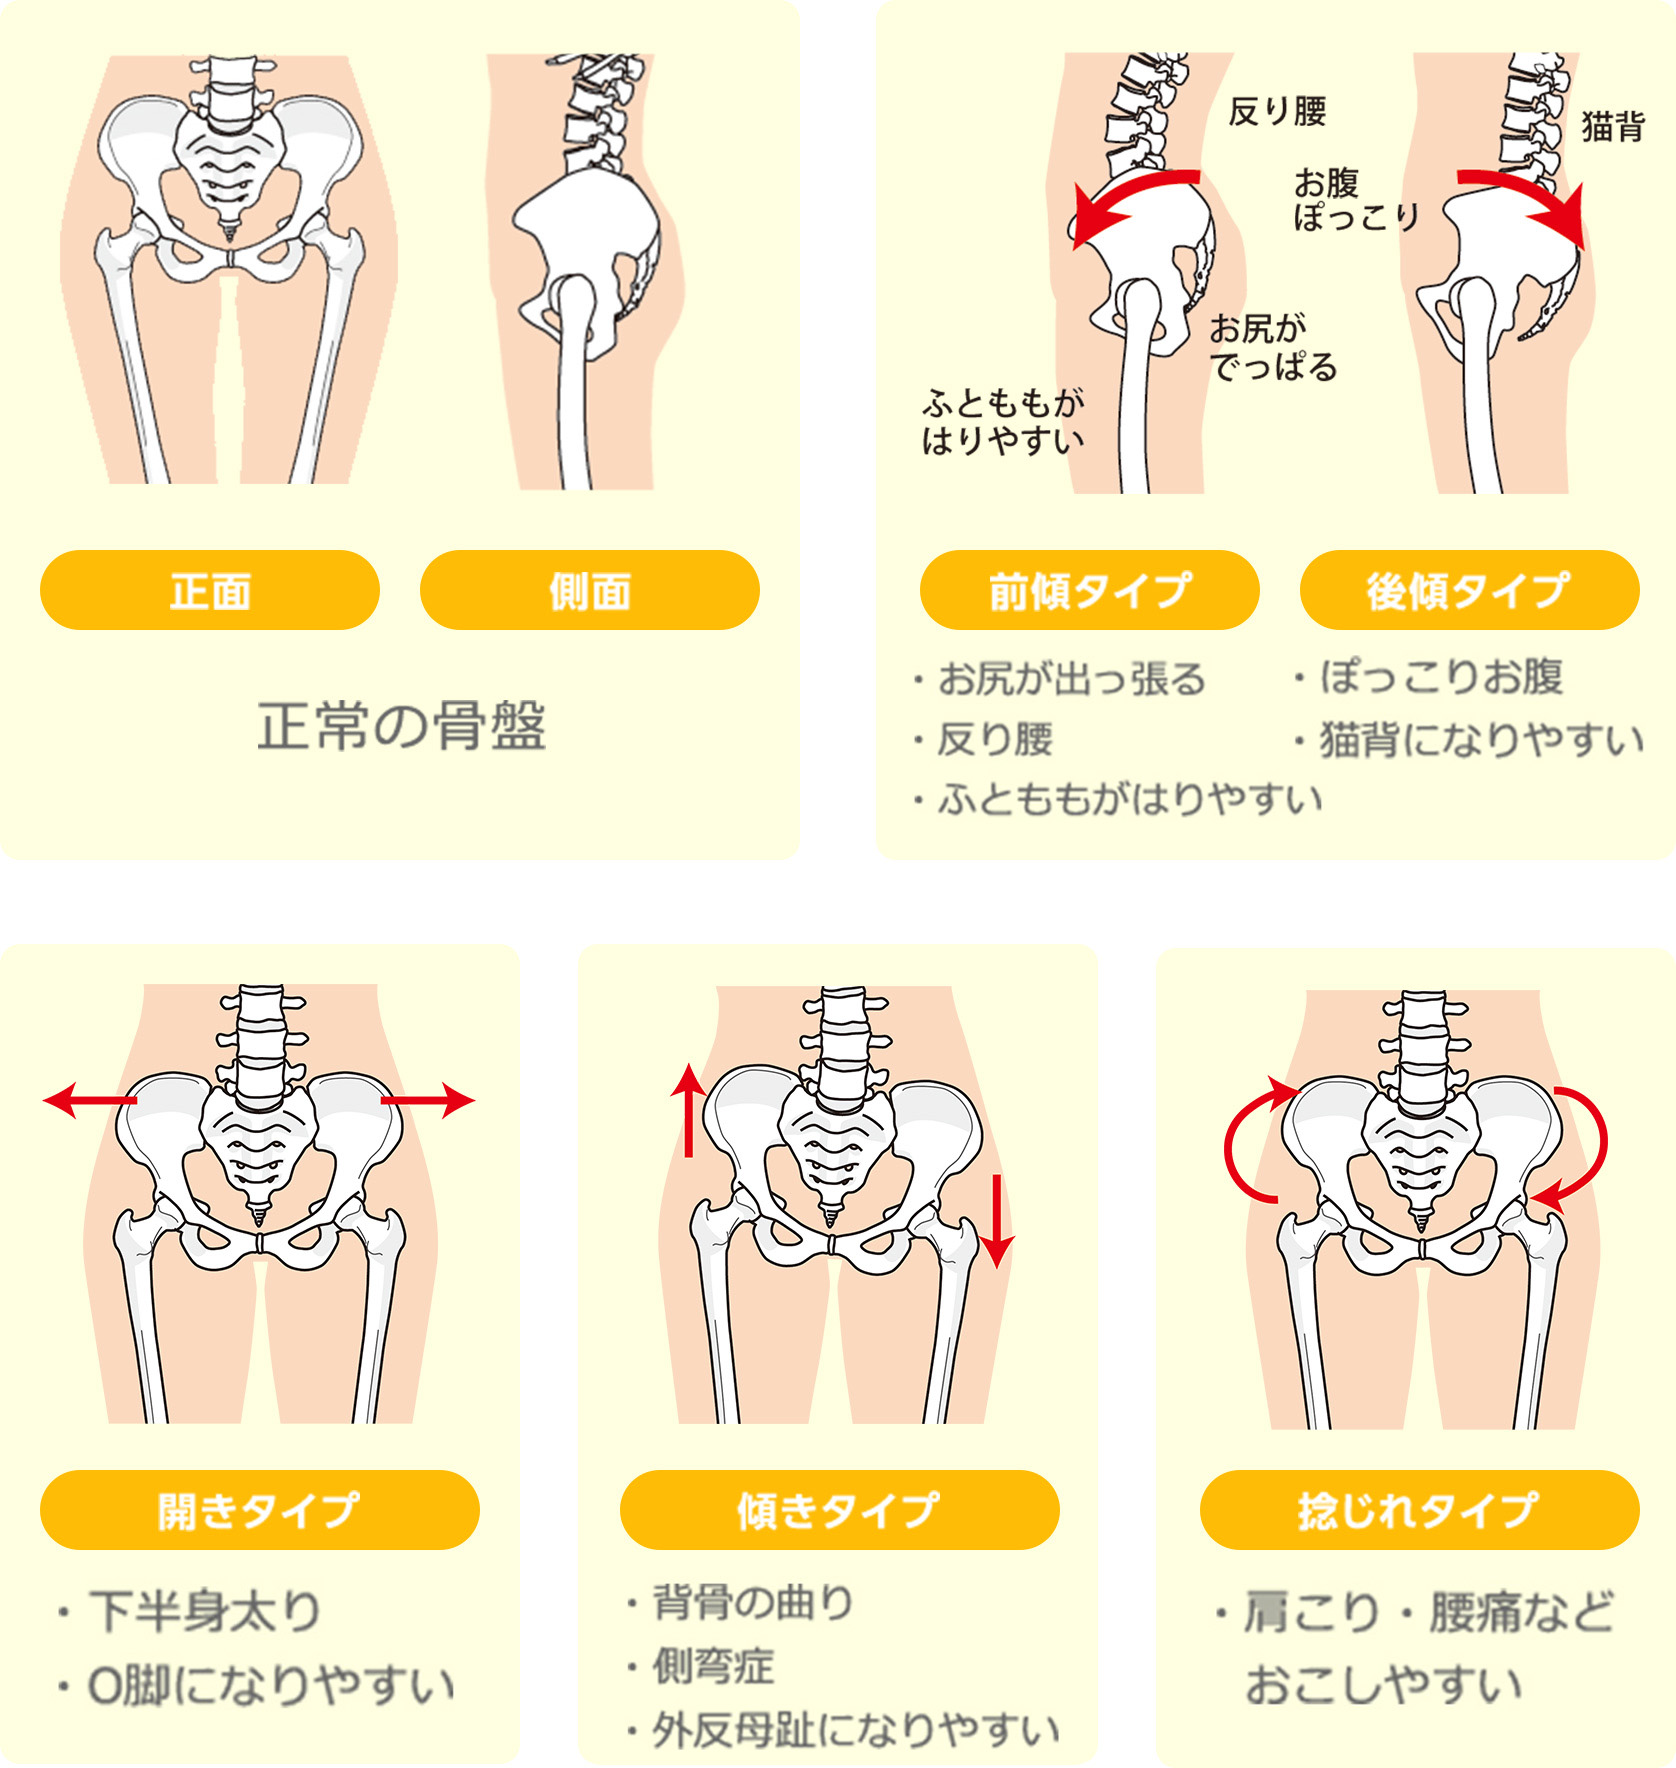 反り腰
お尻が
でっぱる
ふとももが
はりやすい
猫背
お腹
ぽっこり
正面
側面
正常の骨盤
前傾タイプ
・お尻が出っ張る
・反り腰
・ふとももがはりやすい
後傾タイプ
・ぽっこりお腹
・猫背になりやすい
開きタイプ
・下半身太り
・O脚になりやすい
傾きタイプ
・背骨の曲り
・側弯症
・外反母趾になりやすい
捻じれタイプ
・肩こり・腰痛など
おこしやすい